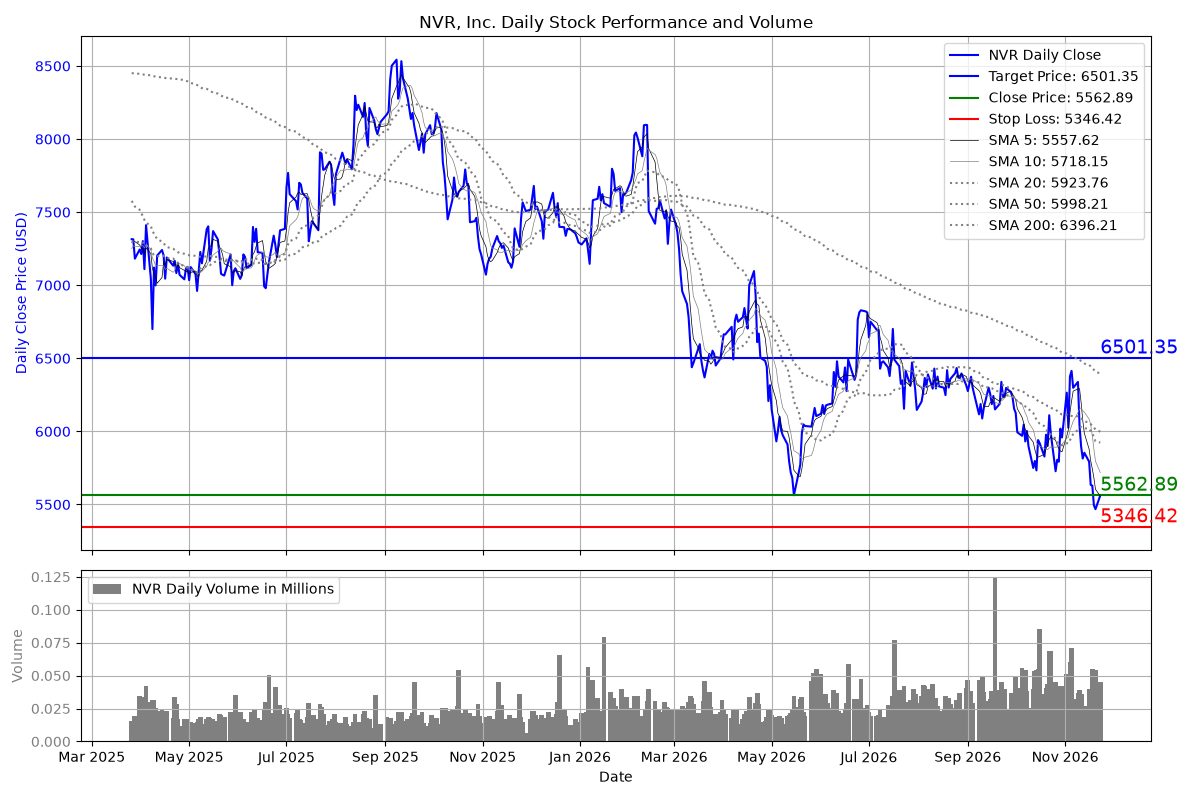 NVR, Inc. Daily Stock Performance and Volume
Daily Close Price (USD)
8500
8000
7500
7000
6500
6000
5500
NVR Daily Close
Target Price: 6501.35
Close Price: 5562.89
Stop Loss: 5346.42
SMA 5: 5557.62
SMA 10: 5718.15
SMA 20: 5923.76
SMA 50: 5998.21
SMA 200: 6396.21
6501.35
5562.89
5346.42
Volume
0.125
0.100
0.075
0.050
0.025
0.000
NVR Daily Volume in Millions
Mar 2025 May 2025 Jul 2025 Sep 2025 Nov 2025 Jan 2026 Mar 2026 May 2026 Jul 2026 Sep 2026 Nov 2026
Date